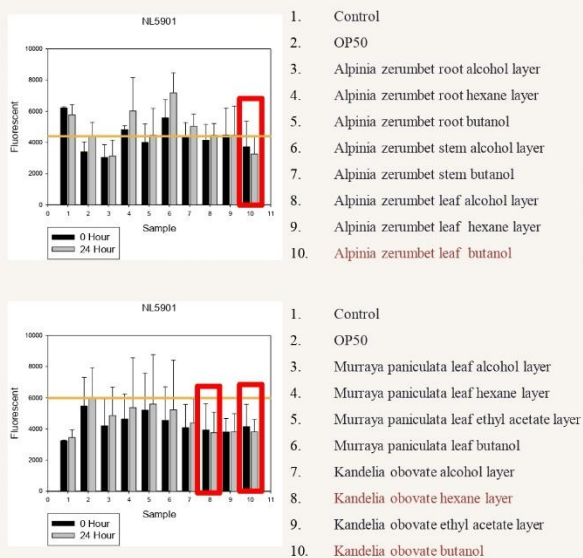 NL5901
10000
8000
6000
4000
2000
0
Fluorescent
0 1 2 3 4 5 6 7 8 9 10 11
Sample
0 Hour
24 Hour
1. Control
2. OP50
3. Alpinia zerumbet root alcohol layer
4. Alpinia zerumbet root hexane layer
5. Alpinia zerumbet root butanol
6. Alpinia zerumbet stem alcohol layer
7. Alpinia zerumbet stem butanol
8. Alpinia zerumbet leaf alcohol layer
9. Alpinia zerumbet leaf hexane layer
10. Alpinia zerumbet leaf butanol
NL5901
10000
8000
6000
4000
2000
0
Fluorescent
0 1 2 3 4 5 6 7 8 9 10 11
Sample
0 Hour
24 Hour
1. Control
2. OP50
3. Murraya paniculata leaf alcohol layer
4. Murraya paniculata leaf hexane layer
5. Murraya paniculata leaf ethyl acetate layer
6. Murraya paniculata leaf butanol
7. Kandelia obovate alcohol layer
8. Kandelia obovate hexane layer
9. Kandelia obovate ethyl acetate layer
10. Kandelia obovate butanol